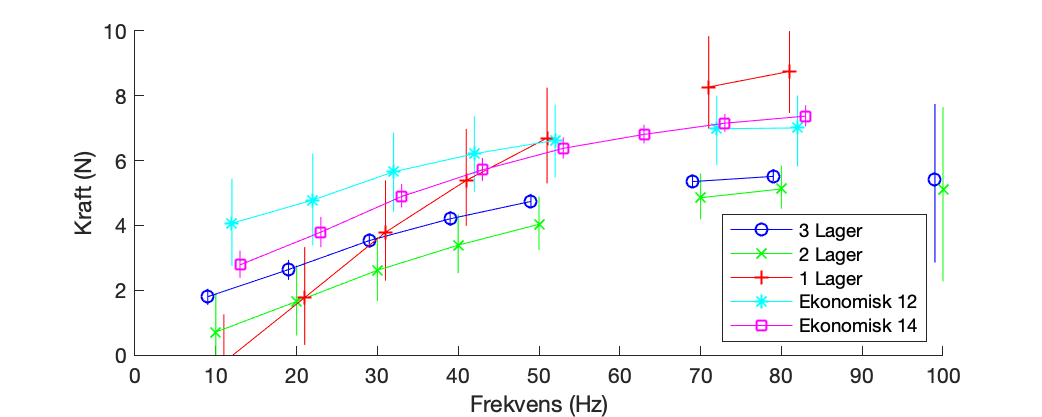 10
8
6
4
2
0
Kraft (N)
0 10 20 30 40 50 60 70 80 90 100
Frekvens (Hz)
3 Lager
2 Lager
1 Lager
Ekonomisk 12
Ekonomisk 14